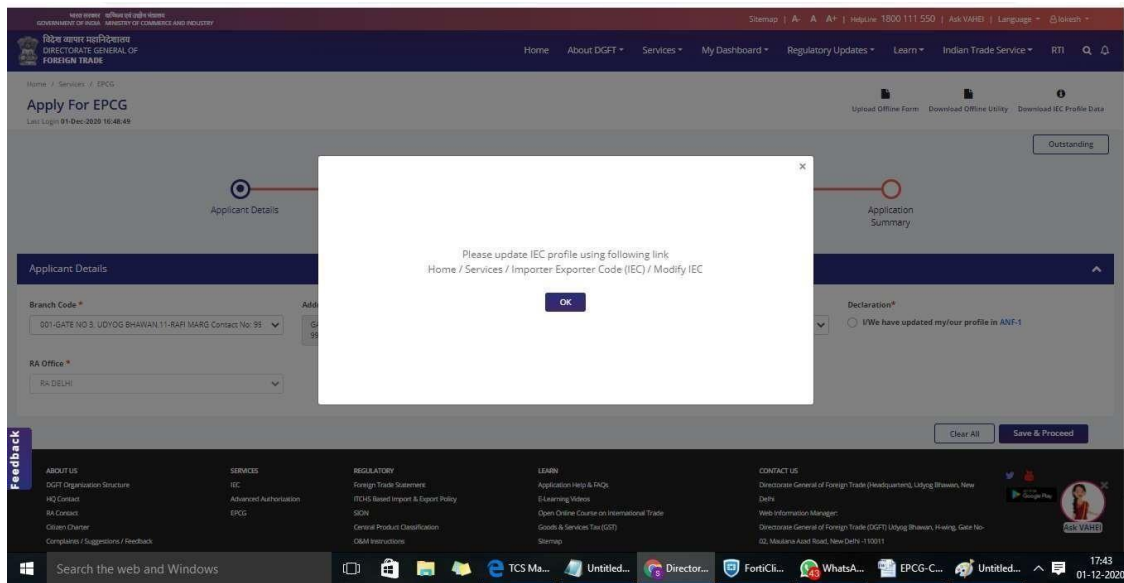 भारत सरकार वाणिज्य एवं उद्योग मंत्रालय
GOVERNMENT OF INDIA MINISTRY OF COMMERCE AND INDUSTRY
Sitemap | A- A A+ | HelpLine 1800 111 550 | Ask VAHEI | Language | lokesh
विदेश व्यापार महानिदेशालय
DIRECTORATE GENERAL OF
FOREIGN TRADE
Home About DGFT Services My Dashboard Regulatory Updates Learn Indian Trade Service RTI
Home / Services / EPCG
Apply For EPCG
Last Login 01-Dec-2020 16:48:49
Upload Offline Form Download Offline Utility Download IEC Profile Data
Outstanding
Applicant Details
Application
Summary
×
Please update IEC profile using following link
Home / Services / Importer Exporter Code (IEC) / Modify IEC
OK
Applicant Details
Branch Code *
Add
Declaration*
001-GATE NO 3, UDYOG BHAWAN,11-RAFI MARG Contact No: 99
I/We have updated my/our profile in ANF-1
RA Office *
RA DELHI
Clear All Save & Proceed
Feedback
ABOUT US
DGFT Organization Structure
HQ Contact
RA Contact
Citizen Charter
Complaints / Suggestions / Feedback
SERVICES
IEC
Advanced Authorization
EPCG
REGULATORY
Foreign Trade Statement
ITCHS Based Import & Export Policy
SION
Central Product Classification
O&M Instructions
LEARN
Application Help & FAQs
E-Learning Videos
Open Online Course on International Trade
Goods & Services Tax (GST)
Sitemap
CONTACT US
Directorate General of Foreign Trade (Headquarters), Udyog Bhawan, New
Delhi
Web Information Manager:
Directorate General of Foreign Trade (DGFT) Udyog Bhawan, H-wing, Gate No-
02, Maulana Azad Road, New Delhi -110011
Google Play
Ask VAHEI
Search the web and Windows
TCS Ma... Untitled... Director... FortiCli... 43 WhatsA... EPCG-C... Untitled...
17:43
01-12-2020